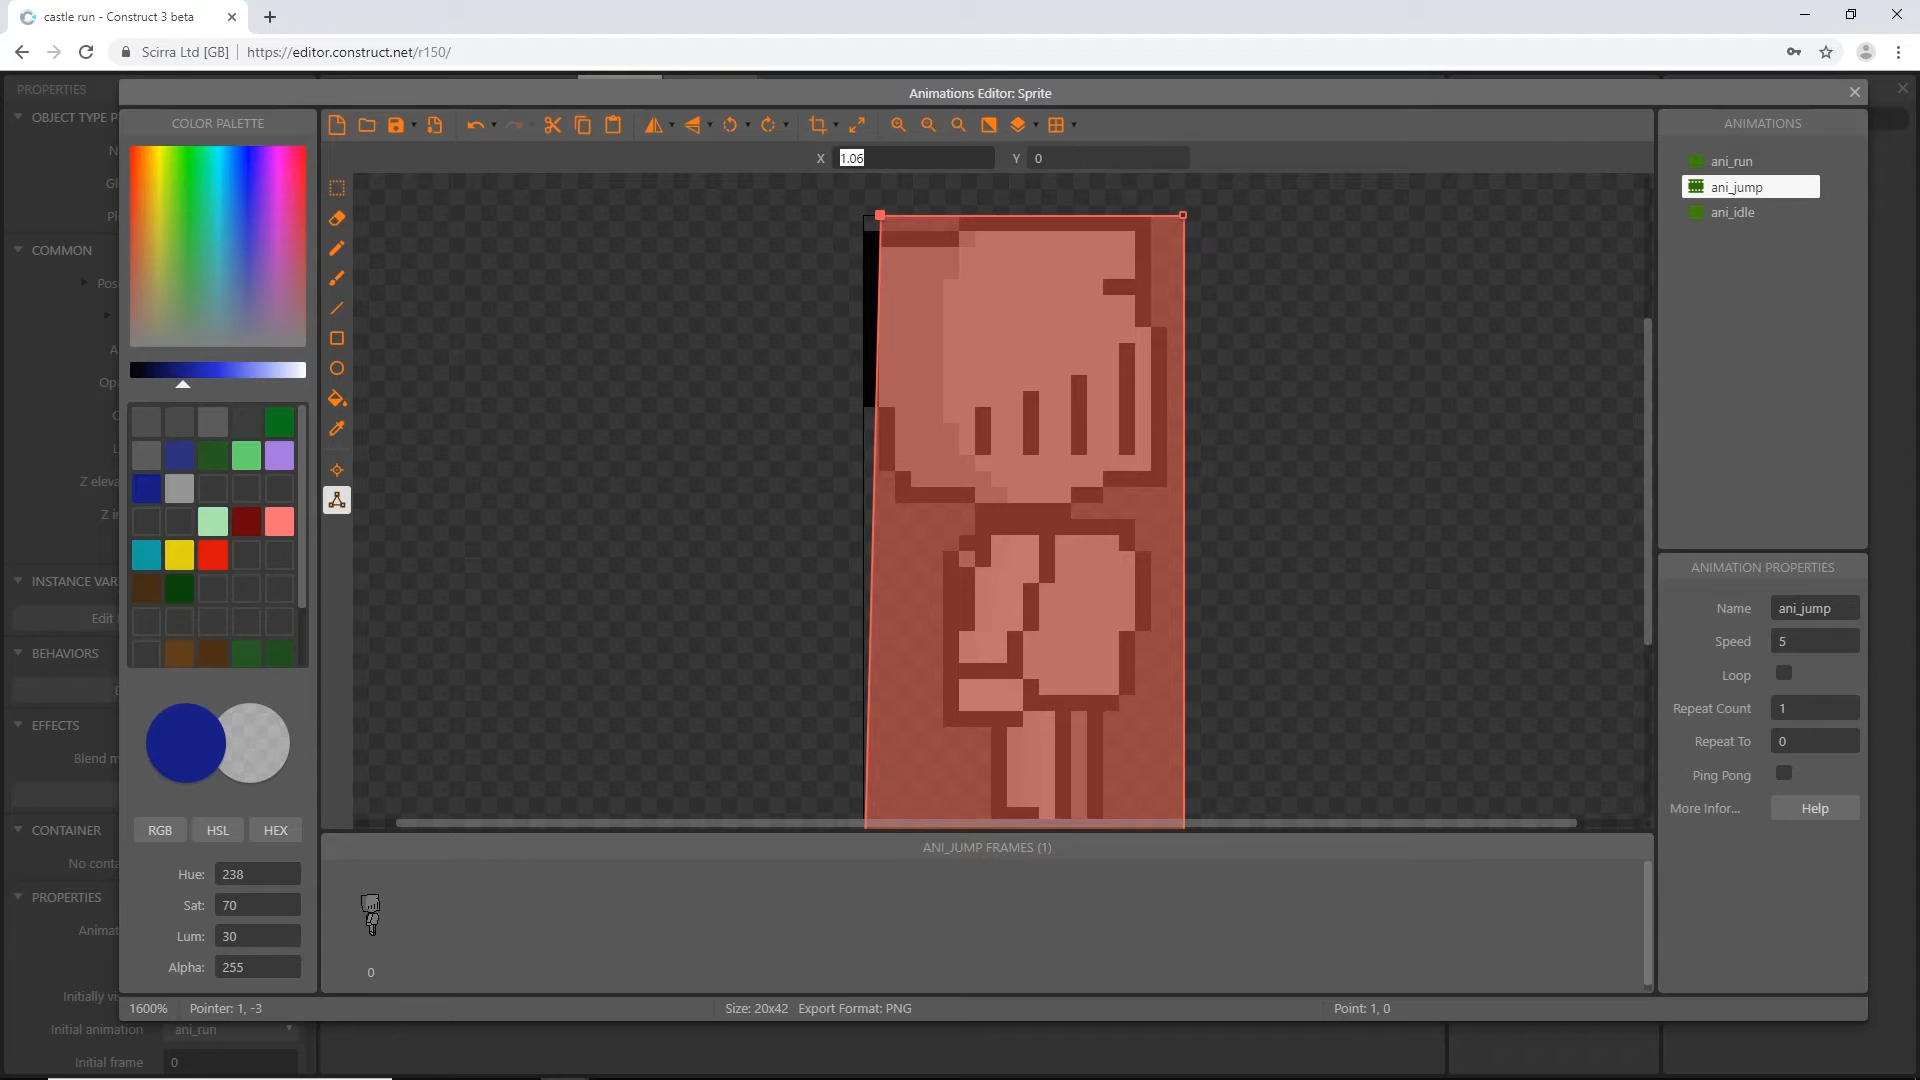 castle run - Construct 3 beta
Scirra Ltd [GB]
https://editor.construct.net/r150/
Animations Editor: Sprite
PROPERTIES
OBJECT TYPE P
N
Gl
Pl
COMMON
Pos
A
Opa
C
L
Z eleva
Z i
INSTANCE VAR
Edit
BEHAVIORS
EFFECTS
Blend m
CONTAINER
No conta
PROPERTIES
Animat
Initially vi
Initial animation ani_run
Initial frame 0
COLOR PALETTE
RGB HSL HEX
Hue: 238
Sat: 70
Lum: 30
Alpha: 255
X 1.06 Y 0
ANI_JUMP FRAMES (1)
0
1600% Pointer: 1, -3 Size: 20x42 Export Format: PNG Point: 1, 0
ANIMATIONS
ani_run
ani_jump
ani_idle
ANIMATION PROPERTIES
Name ani_jump
Speed 5
Loop
Repeat Count 1
Repeat To 0
Ping Pong
More Infor... Help